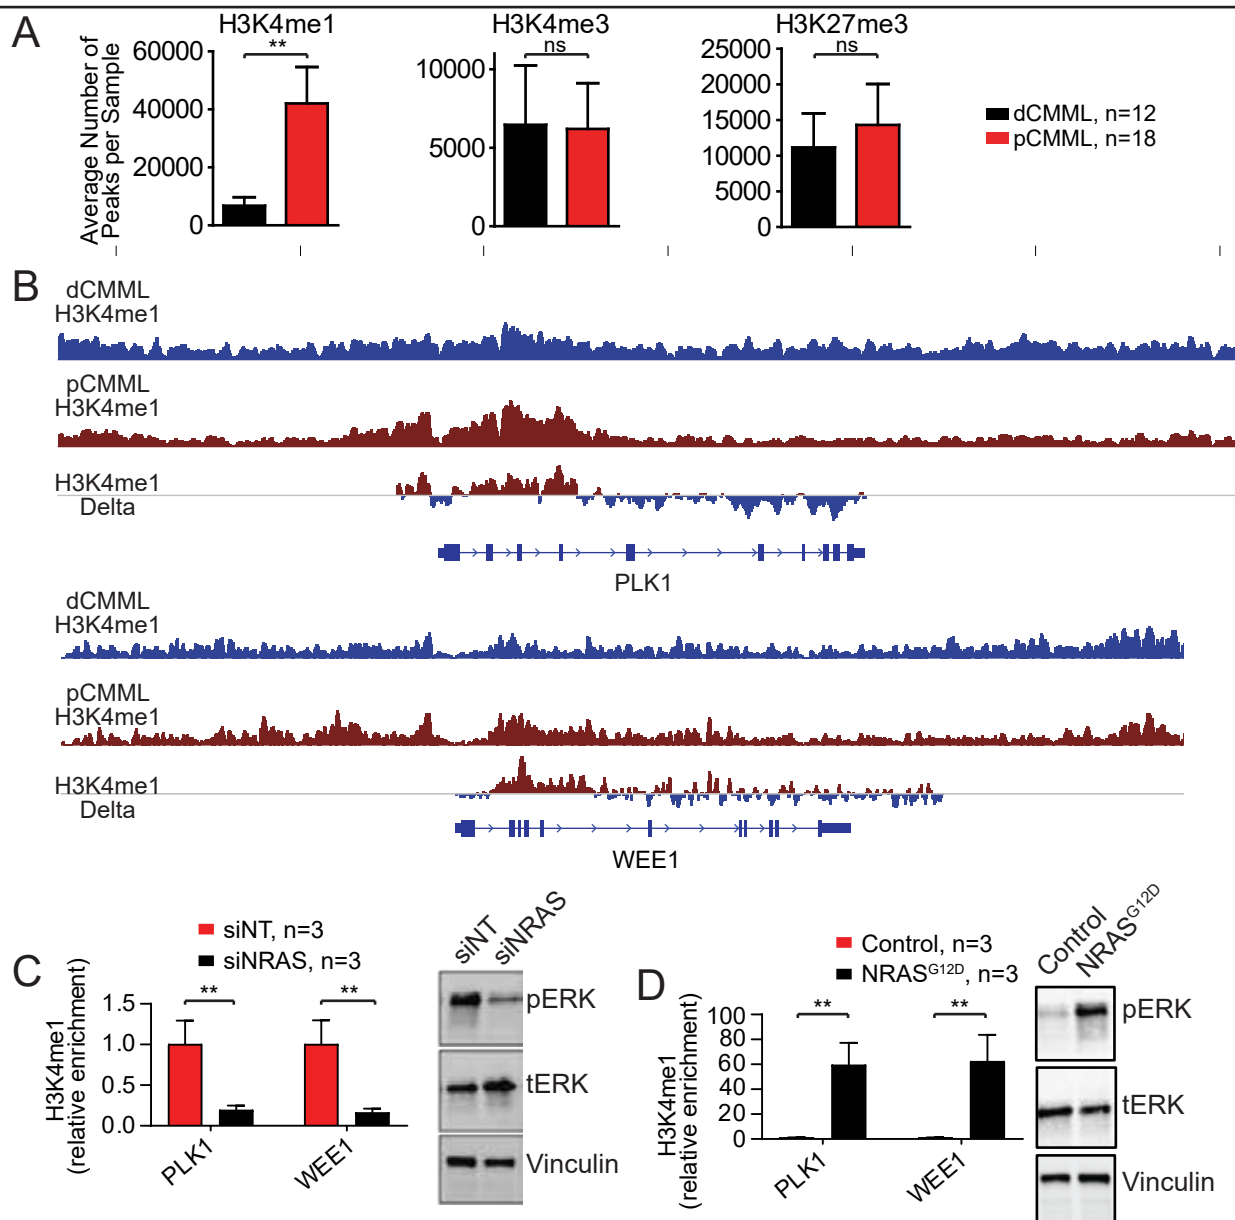 A
H3K4me1
H3K4me3
H3K27me3
Average Number of
Peaks per Sample
60000
40000
20000
0
**
10000
5000
0
ns
25000
20000
15000
10000
5000
0
ns
dCMML, n=12
pCMML, n=18
B
dCMML
H3K4me1
pCMML
H3K4me1
H3K4me1
Delta
PLK1
dCMML
H3K4me1
pCMML
H3K4me1
H3K4me1
Delta
WEE1
C
siNT, n=3
siNRAS, n=3
H3K4me1
(relative enrichment)
1.5
1.0
0.5
0.0
**
**
PLK1
WEE1
siNT
siNRAS
pERK
tERK
Vinculin
D
Control, n=3
NRASG12D, n=3
H3K4me1
(relative enrichment)
100
80
60
40
20
0
**
**
PLK1
WEE1
Control
NRASG12D
pERK
tERK
Vinculin